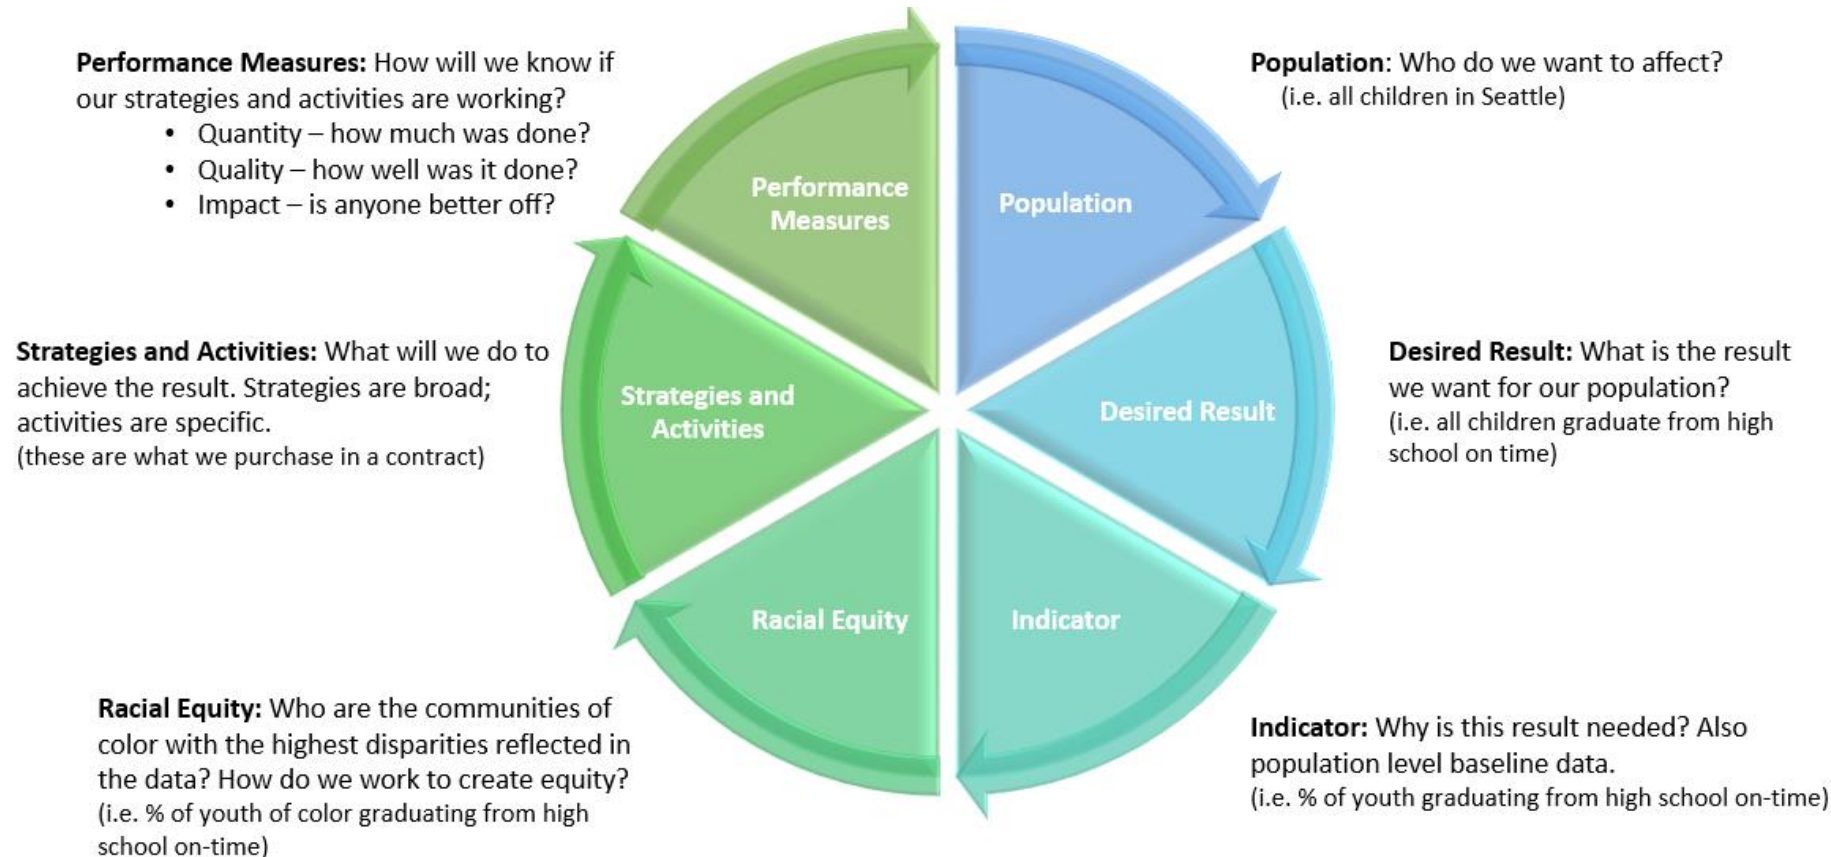 Performance Measures: How will we know if
our strategies and activities are working?
• Quantity – how much was done?
• Quality – how well was it done?
• Impact – is anyone better off?
Population: Who do we want to affect?
(i.e. all children in Seattle)
Performance
Measures
Population
Strategies and Activities: What will we do to
achieve the result. Strategies are broad;
activities are specific.
(these are what we purchase in a contract)
Strategies and
Activities
Desired Result
Desired Result: What is the result
we want for our population?
(i.e. all children graduate from high
school on time)
Racial Equity
Indicator
Racial Equity: Who are the communities of
color with the highest disparities reflected in
the data? How do we work to create equity?
(i.e. % of youth of color graduating from high
school on-time)
Indicator: Why is this result needed? Also
population level baseline data.
(i.e. % of youth graduating from high school on-time)